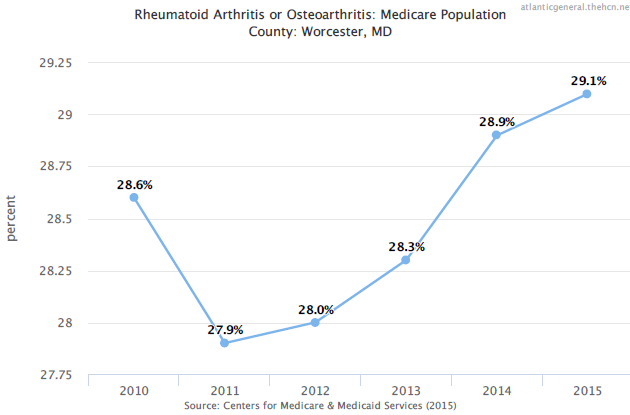 Rheumatoid Arthritis or Osteoarthritis: Medicare Population
atlanticgeneral.thehcn.ne
County: Worcester, MD
29.25
29
28.75
28.5
28.25
28
27.75
percent
28.6%
27.9%
28.0%
28.3%
28.9%
29.1%
2010 2011 2012 2013 2014 2015
Source: Centers for Medicare & Medicaid Services (2015)